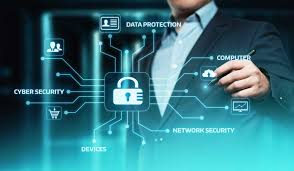 DATA PROTECTION
COMPUTER
CYBER SECURITY
NETWORK SECURITY
DEVICES